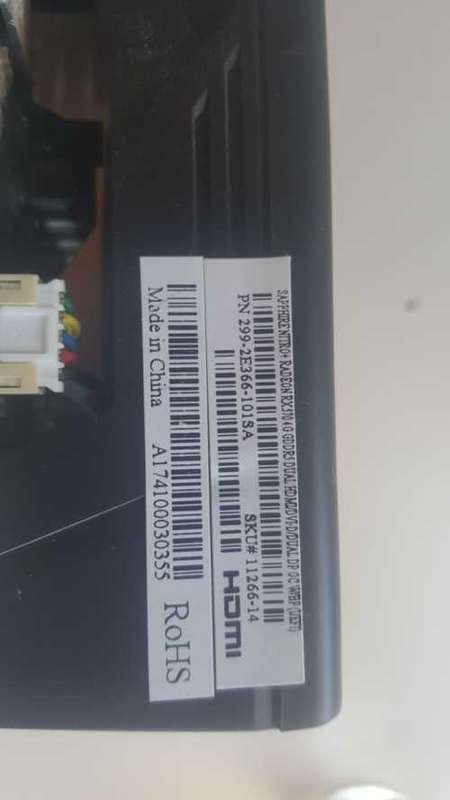 SAPPHIRE NITRO+ RADEON RX570 4G GDDR5 DUAL HDMI/DVI-D/DUAL DP OC W/BP (UEFI)
PN 299-2E366-101SA SKU# 11266-14
HDMI
Made in China A174100030355 RoHS